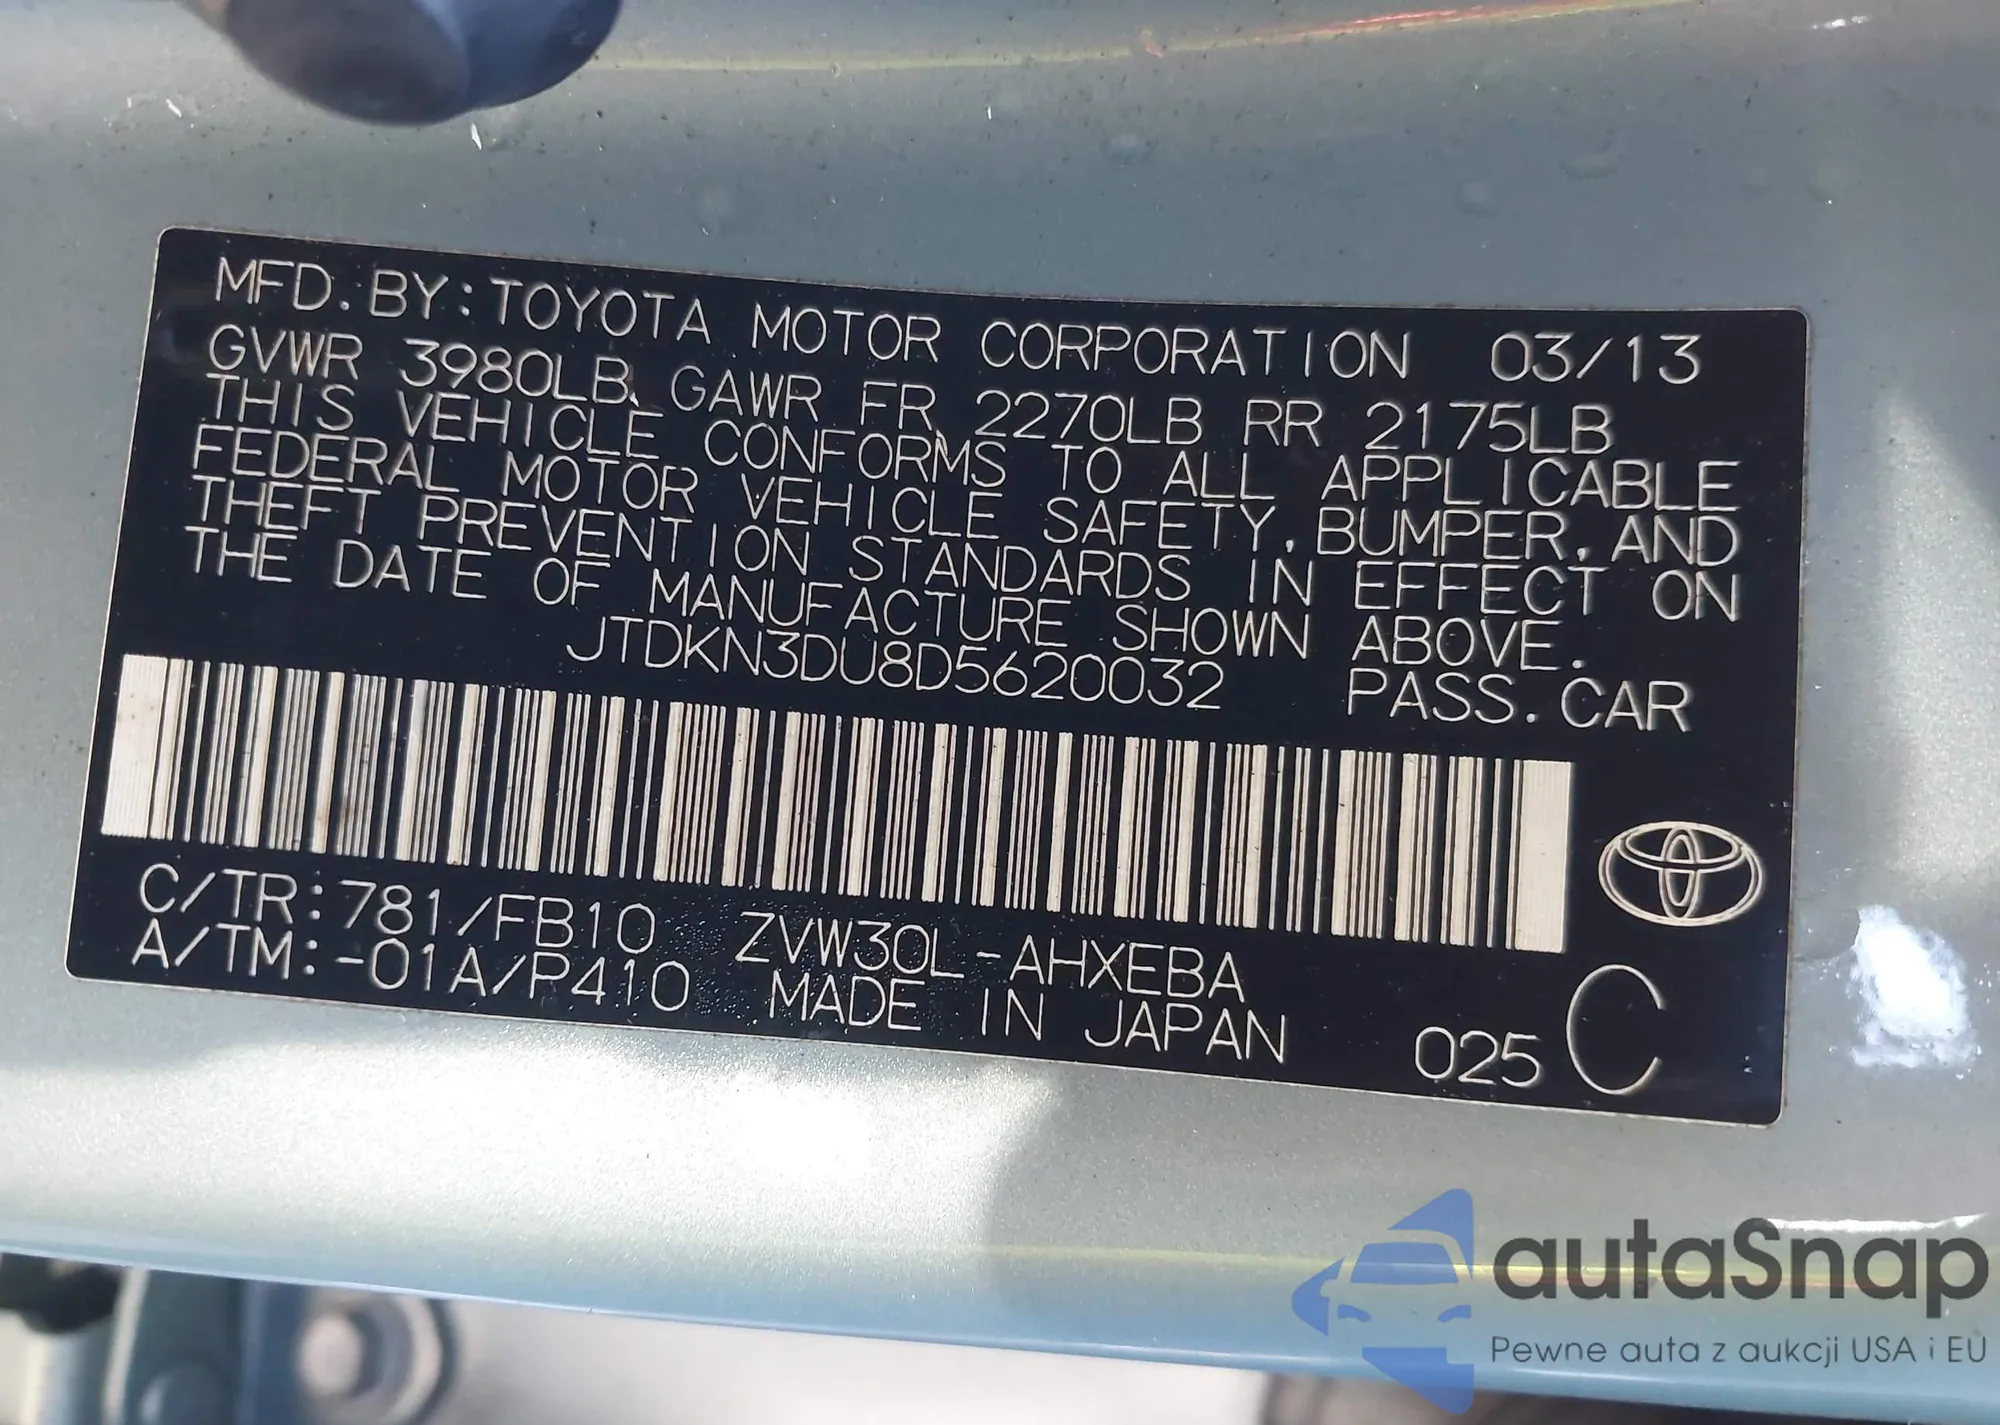 MFD. BY: TOYOTA MOTOR CORPORATION 03/13
GVWR 3980LB GAWR FR 2270LB RR 2175LB
THIS VEHICLE CONFORMS TO ALL APPLICABLE
FEDERAL MOTOR VEHICLE SAFETY, BUMPER, AND
THEFT PREVENTION STANDARDS IN EFFECT ON
THE DATE OF MANUFACTURE SHOWN ABOVE.
JTDKN3DU8D5620032 PASS. CAR
C/TR: 781/FB10 ZVW30L-AHXEBA
A/TM: -01A/P410 MADE IN JAPAN 025 C
autaSnap
Pewne auta z aukcji USA i EU